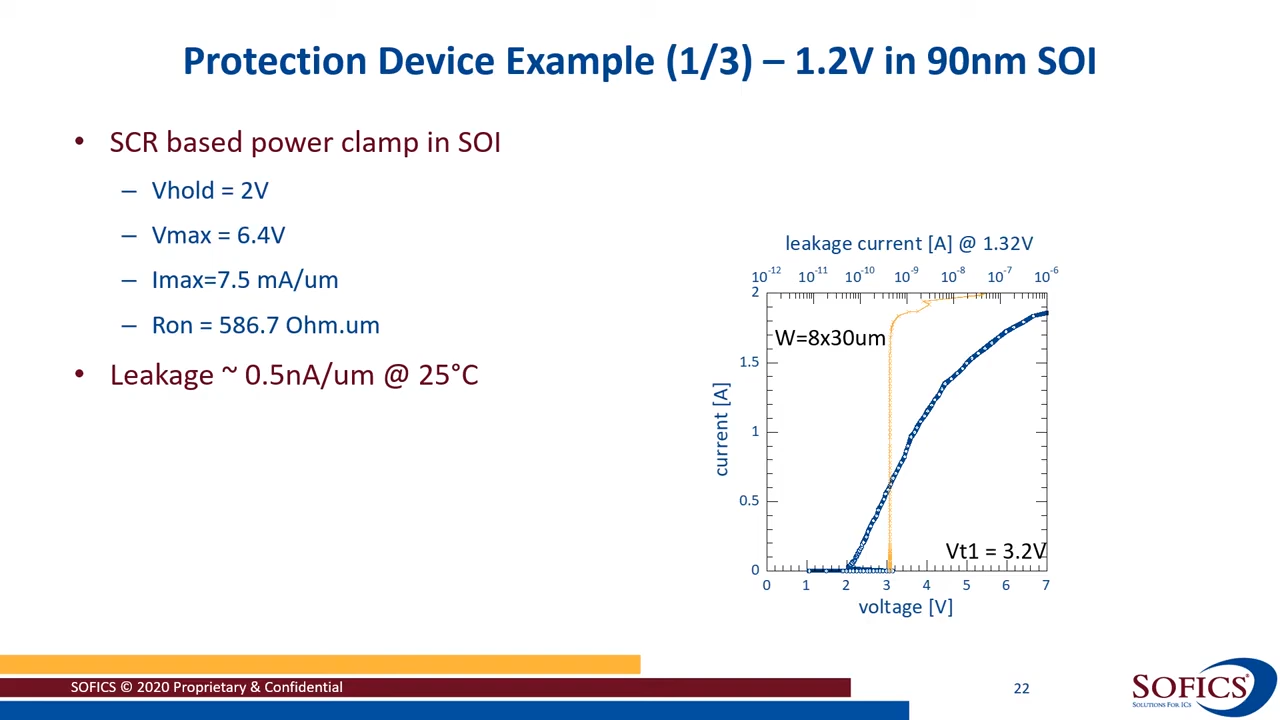 Protection Device Example (1/3) – 1.2V in 90nm SOI
• SCR based power clamp in SOI
– Vhold = 2V
– Vmax = 6.4V
– Imax=7.5 mA/um
– Ron = 586.7 Ohm.um
• Leakage ~ 0.5nA/um @ 25°C
leakage current [A] @ 1.32V
10-12 10-11 10-10 10-9 10-8 10-7 10-6
2
W=8x30um
1.5
1
current [A]
0.5
Vt1 = 3.2V
0
0 1 2 3 4 5 6 7
voltage [V]
SOFICS © 2020 Proprietary & Confidential
22
SOFICS®
SOLUTIONS FOR ICS